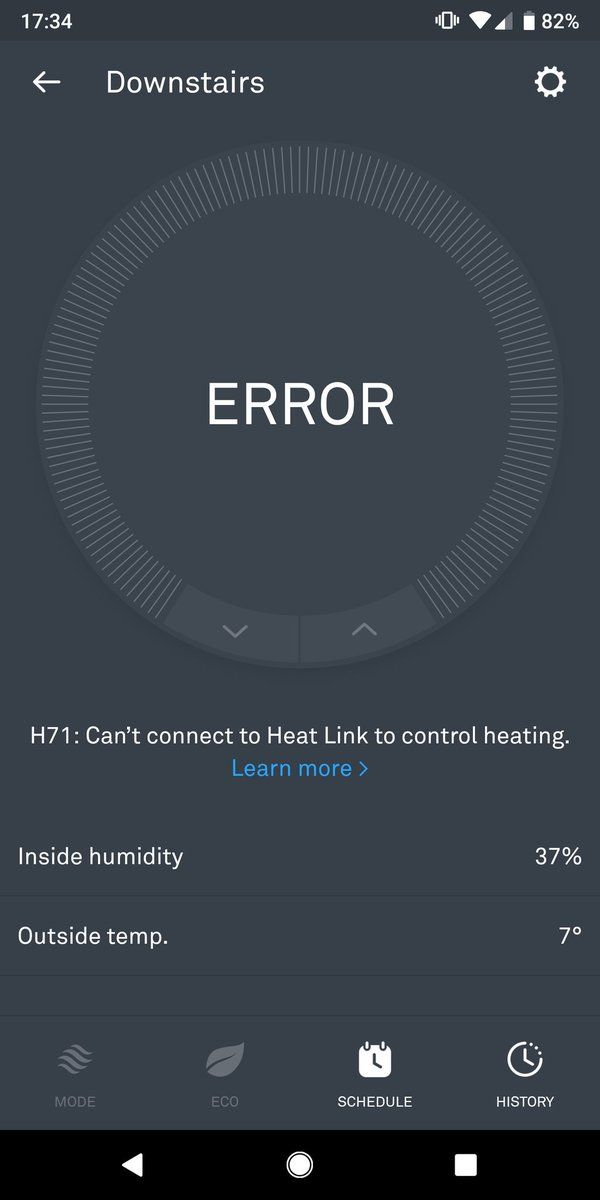 17:34 82%
Downstairs
ERROR
H71: Can't connect to Heat Link to control heating.
Learn more >
Inside humidity 37%
Outside temp. 7°
MODE ECO SCHEDULE HISTORY